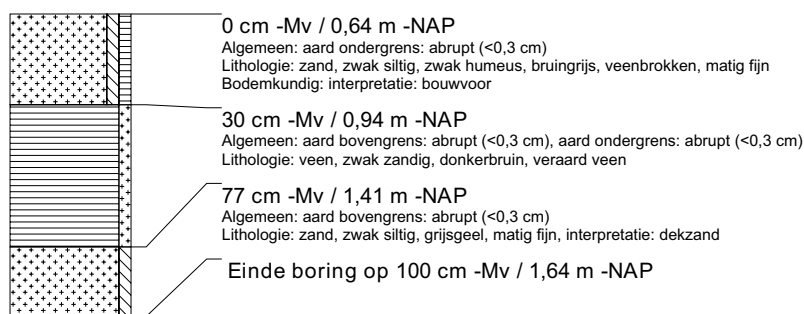 0 cm -Mv / 0,64 m -NAP
Algemeen: aard ondergrens: abrupt (<0,3 cm)
Lithologie: zand, zwak siltig, zwak humeus, bruingrijs, veenbrokken, matig fijn
Bodemkundig: interpretatie: bouwvoor
30 cm -Mv / 0,94 m -NAP
Algemeen: aard bovengrens: abrupt (<0,3 cm), aard ondergrens: abrupt (<0,3 cm)
Lithologie: veen, zwak zandig, donkerbruin, veraard veen
77 cm -Mv / 1,41 m -NAP
Algemeen: aard bovengrens: abrupt (<0,3 cm)
Lithologie: zand, zwak siltig, grijsgeel, matig fijn, interpretatie: dekzand
Einde boring op 100 cm -Mv / 1,64 m -NAP